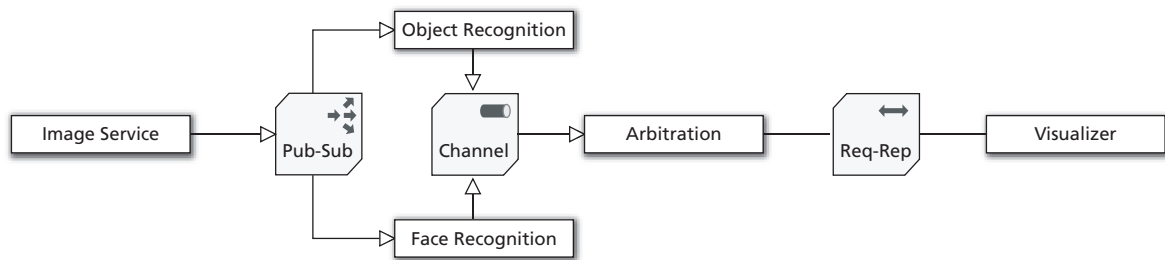 Object Recognition
Image Service
Pub-Sub
Channel
Arbitration
Req-Rep
Visualizer
Face Recognition